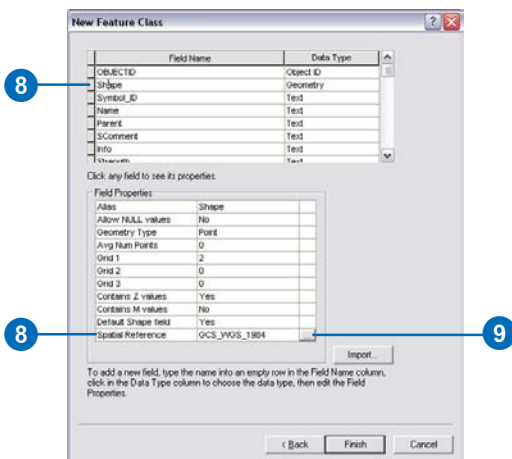 New Feature Class
Field Name Data Type
OBJECTID Object ID
8 Shape Geometry
Symbol_ID Text
Name Text
Parent Text
SComment Text
Info Text
Strength Text
Click any field to see its properties.
Field Properties
Alias Shape
Allow NULL values No
Geometry Type Point
Avg Num Points 0
Grid 1 2
Grid 2 0
Grid 3 0
Contains Z values Yes
Contains M values No
Default Shape field Yes
8 Spatial Reference GCS_WGS_1984 ... 9
Import...
To add a new field, type the name into an empty row in the Field Name column,
click in the Data Type column to choose the data type, then edit the Field
Properties.
< Back Finish Cancel